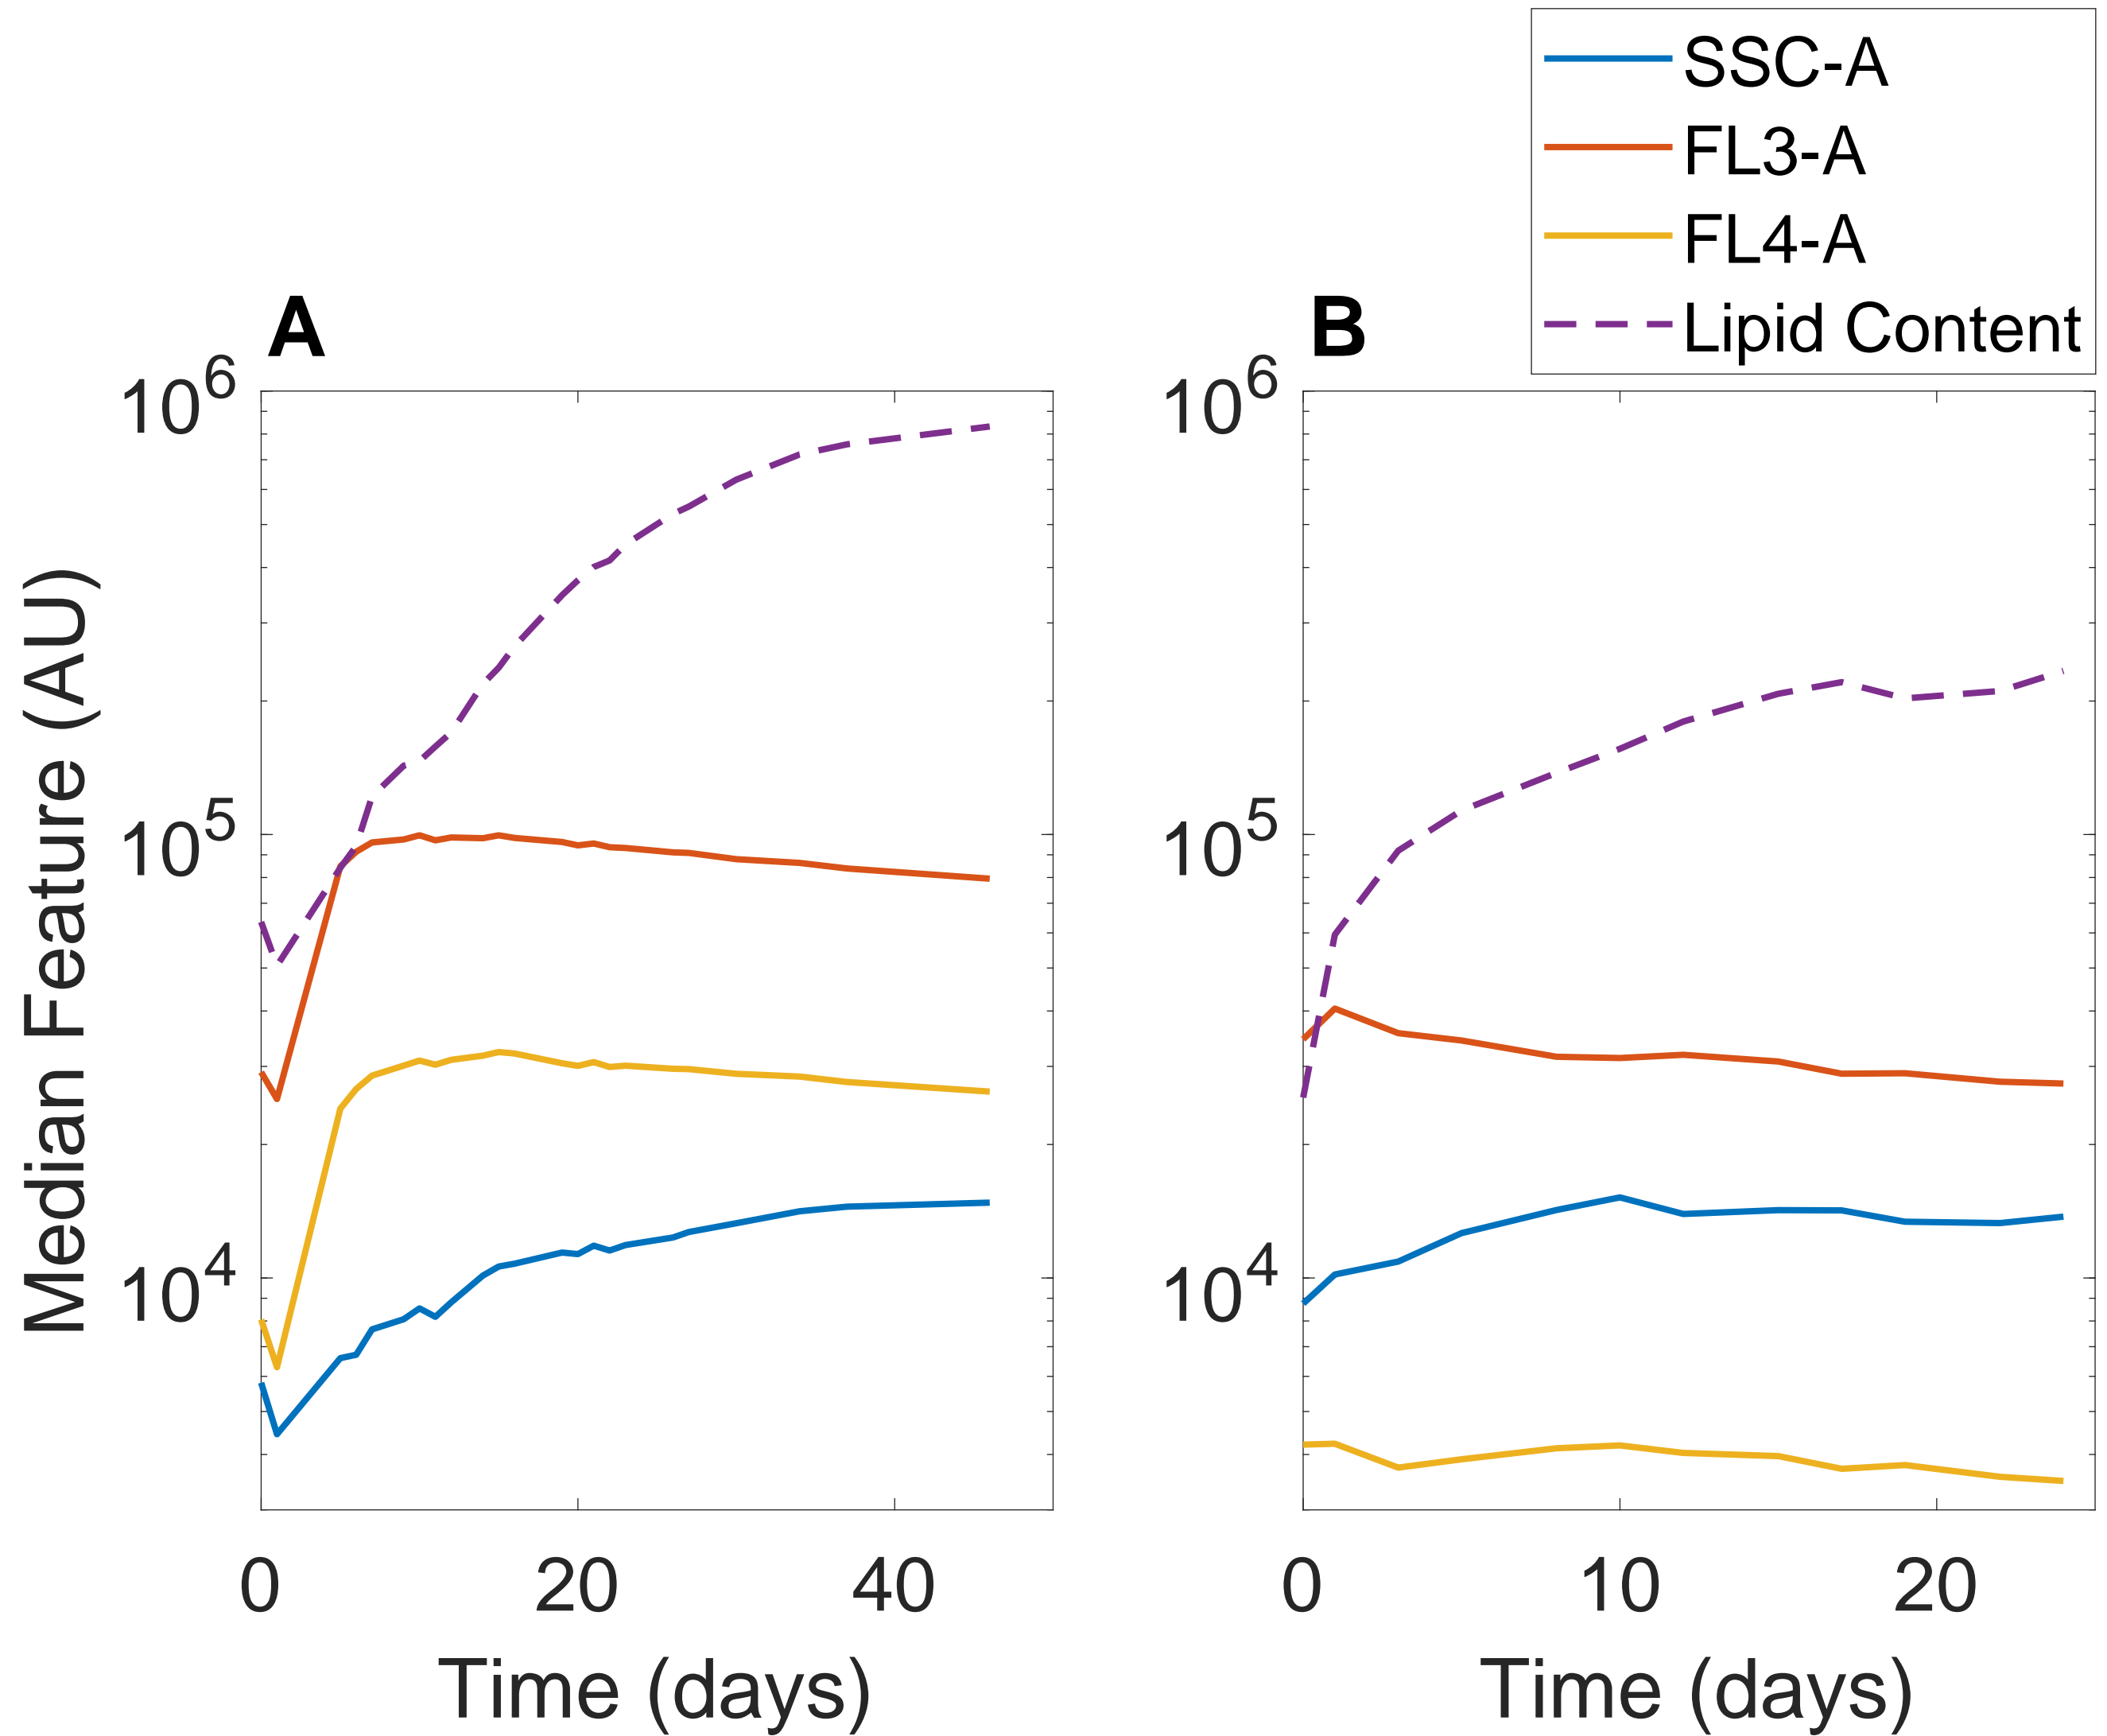 SSC-A
FL3-A
FL4-A
Lipid Content
A
B
Median Feature (AU)
10^6
10^5
10^4
0 20 40
Time (days)
10^6
10^5
10^4
0 10 20
Time (days)